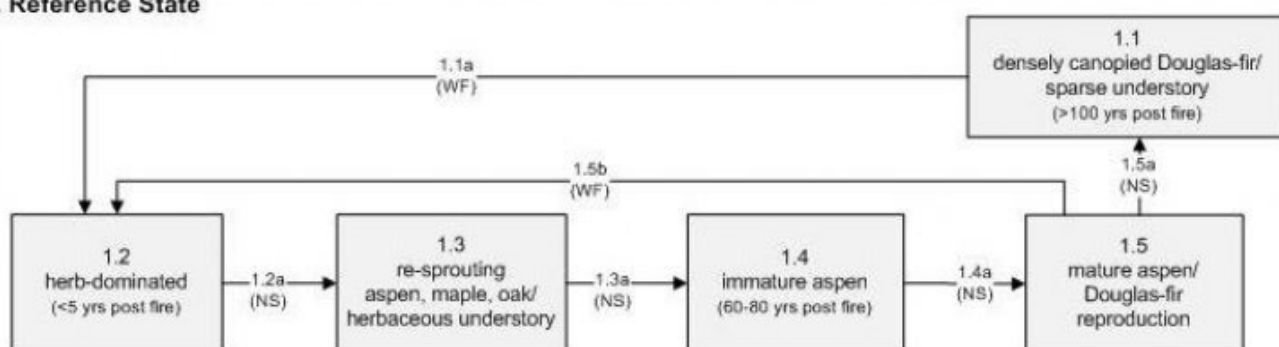 Reference State
1.1
densely canopied Douglas-fir/
sparse understory
(>100 yrs post fire)
1.1a
(WF)
1.5b
(WF)
1.5a
(NS)
1.2
herb-dominated
(<5 yrs post fire)
1.2a
(NS)
1.3
re-sprouting
aspen, maple, oak/
herbaceous understory
1.3a
(NS)
1.4
immature aspen
(60-80 yrs post fire)
1.4a
(NS)
1.5
mature aspen/
Douglas-fir
reproduction